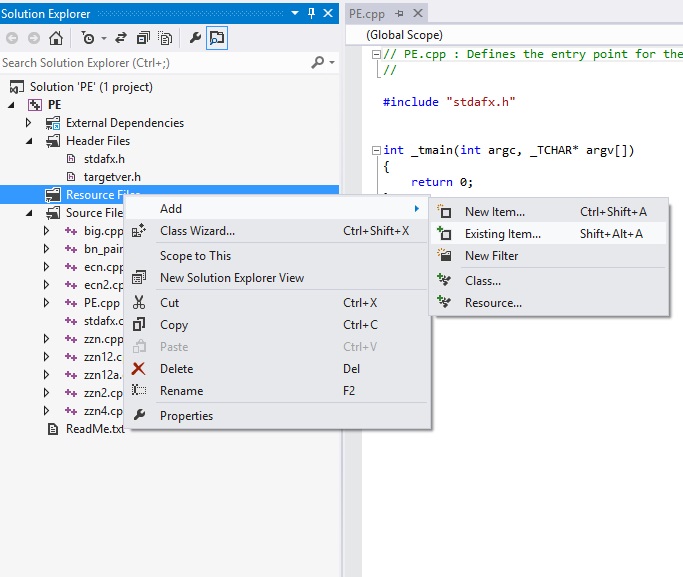 Solution Explorer
Search Solution Explorer (Ctrl+;)
Solution 'PE' (1 project)
PE
External Dependencies
Header Files
stdafx.h
targetver.h
Resource Files
Source File
big.cpp
bn_pair
ecn.cpp
ecn2.cp
PE.cpp
stdafx.c
zzn.cpp
zzn12.c
zzn12a.c
zzn2.cp
zzn4.cp
ReadMe.txt
Add
Class Wizard... Ctrl+Shift+X
Scope to This
New Solution Explorer View
Cut Ctrl+X
Copy Ctrl+C
Paste Ctrl+V
Delete Del
Rename F2
Properties
New Item... Ctrl+Shift+A
Existing Item... Shift+Alt+A
New Filter
Class...
Resource...
PE.cpp
(Global Scope)
// PE.cpp : Defines the entry point for the
//
#include "stdafx.h"
int _tmain(int argc, _TCHAR* argv[])
{
return 0;